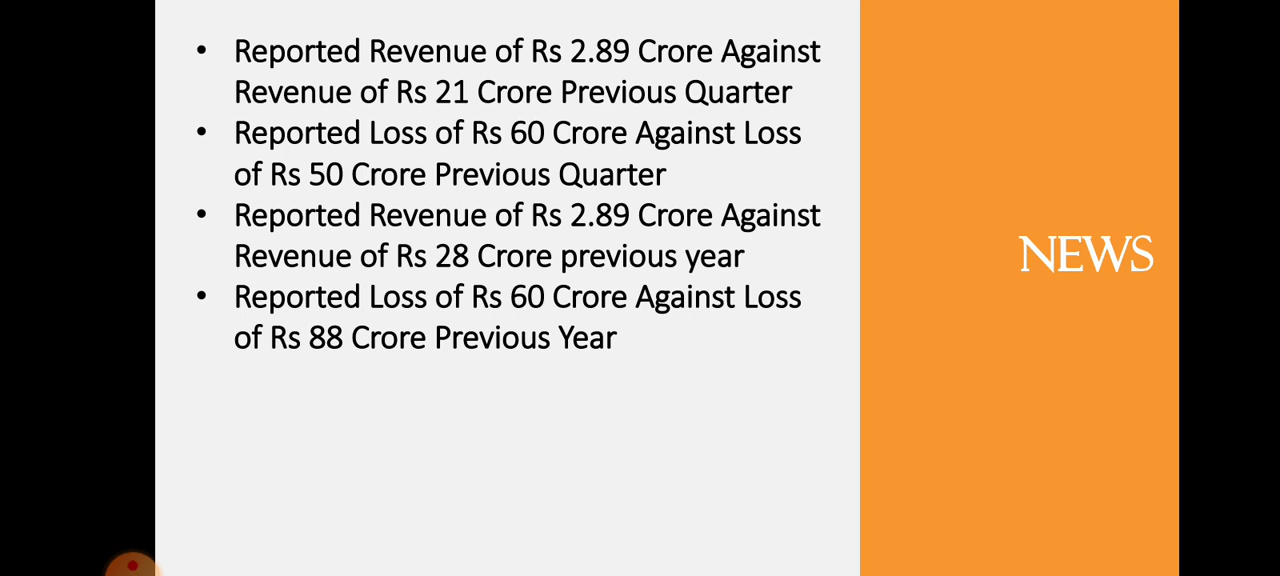 • Reported Revenue of Rs 2.89 Crore Against
Revenue of Rs 21 Crore Previous Quarter
• Reported Loss of Rs 60 Crore Against Loss
of Rs 50 Crore Previous Quarter
• Reported Revenue of Rs 2.89 Crore Against
Revenue of Rs 28 Crore previous year
• Reported Loss of Rs 60 Crore Against Loss
of Rs 88 Crore Previous Year
NEWS